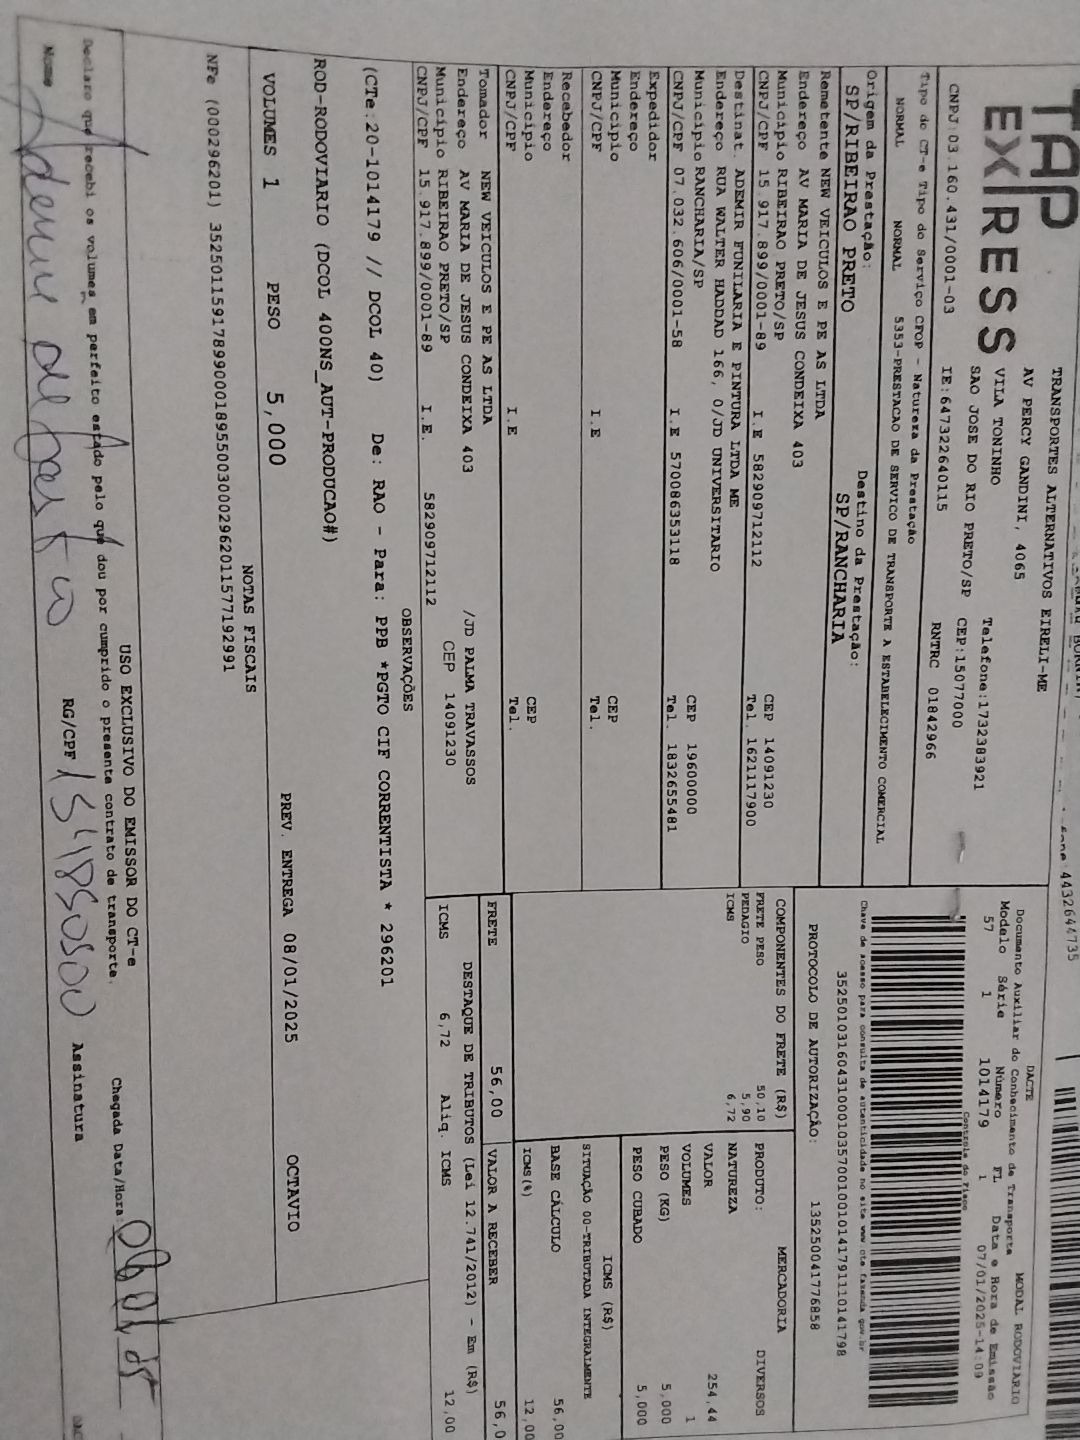 TAP
EXPRESS
TRANSPORTES ALTERNATIVOS EIRELI-ME
AV PERCY GANDINI, 4065
VILA TONINHO Telefone:1732383921
SAO JOSE DO RIO PRETO/SP CEP:15077000
CNPJ:03.160.431/0001-03 IE:647322640115 RNTRC 01842966
4432644735
DACTE
Documento Auxiliar do Conhecimento de Transporte MODAL RODOVIARIO
Modelo Série Número FL Data e Hora de Emissão
57 1 1014179 1 07/01/2025-14:09
Controle do Fisco
Chave de acesso para consulta de autenticidade no site www.cte.fazenda.gov.br
PROTOCOLO DE AUTORIZAÇÃO: 135250041776858
Tipo do CT-e Tipo do Serviço CFOP - Natureza da Prestação
NORMAL NORMAL 5353-PRESTACAO DE SERVICO DE TRANSPORTE A ESTABELECIMENTO COMERCIAL
Origem da Prestação: Destino da Prestação:
SP/RIBEIRAO PRETO SP/RANCHARIA
Remetente NEW VEICULOS E PE AS LTDA
Endereço AV MARIA DE JESUS CONDEIXA 403
Município RIBEIRAO PRETO/SP CEP 14091230
CNPJ/CPF 15.917.899/0001-89 I.E 582909712112 Tel. 1621117900
Destinat. ADEMIR FUNILARIA E PINTURA LTDA ME
Endereço RUA WALTER HADDAD 166, 0/JD UNIVERSITARIO
Município RANCHARIA/SP CEP 19600000
CNPJ/CPF 07.032.606/0001-58 I.E 570086353118 Tel. 1832655481
Expedidor
Endereço
Município CEP
CNPJ/CPF I.E Tel.
Recebedor
Endereço
Município CEP
CNPJ/CPF I.E Tel.
Tomador NEW VEICULOS E PE AS LTDA
Endereço AV MARIA DE JESUS CONDEIXA 403 /JD PALMA TRAVASSOS
Município RIBEIRAO PRETO/SP CEP 14091230
CNPJ/CPF 15.917.899/0001-89 I.E. 582909712112
COMPONENTES DO FRETE (R$)
FRETE PESO 50,10
PEDAGIO 5,90
ICMS 6,72
PRODUTO: MERCADORIA DIVERSOS
NATUREZA
VALOR 254,44
VOLUMES 1
PESO (KG) 5,000
PESO CUBADO 5,000
ICMS (R$)
SITUAÇÃO 00-TRIBUTADA INTEGRALMENTE
BASE CÁLCULO 56,00
ICMS(%) 12,00
FRETE 56,00 VALOR A RECEBER 56,0
DESTAQUE DE TRIBUTOS (Lei 12.741/2012) - Em (R$)
ICMS 6,72 Aliq. ICMS 12,00
OBSERVAÇÕES
(CTe:20-1014179 // DCOL 40) De: RAO - Para: PPB *PGTO CIF CORRENTISTA * 296201
ROD-RODOVIARIO (DCOL 400NS_AUT-PRODUCAO#)
VOLUMES 1 PESO 5,000 PREV. ENTREGA 08/01/2025 OCTAVIO
NOTAS FISCAIS
USO EXCLUSIVO DO EMISSOR DO CT-e
Declaro que recebi os volumes em perfeito estado pelo que dou por cumprido o presente contrato de transporte. Chegada Data/Hora:
Nome RG/CPF Assinatura